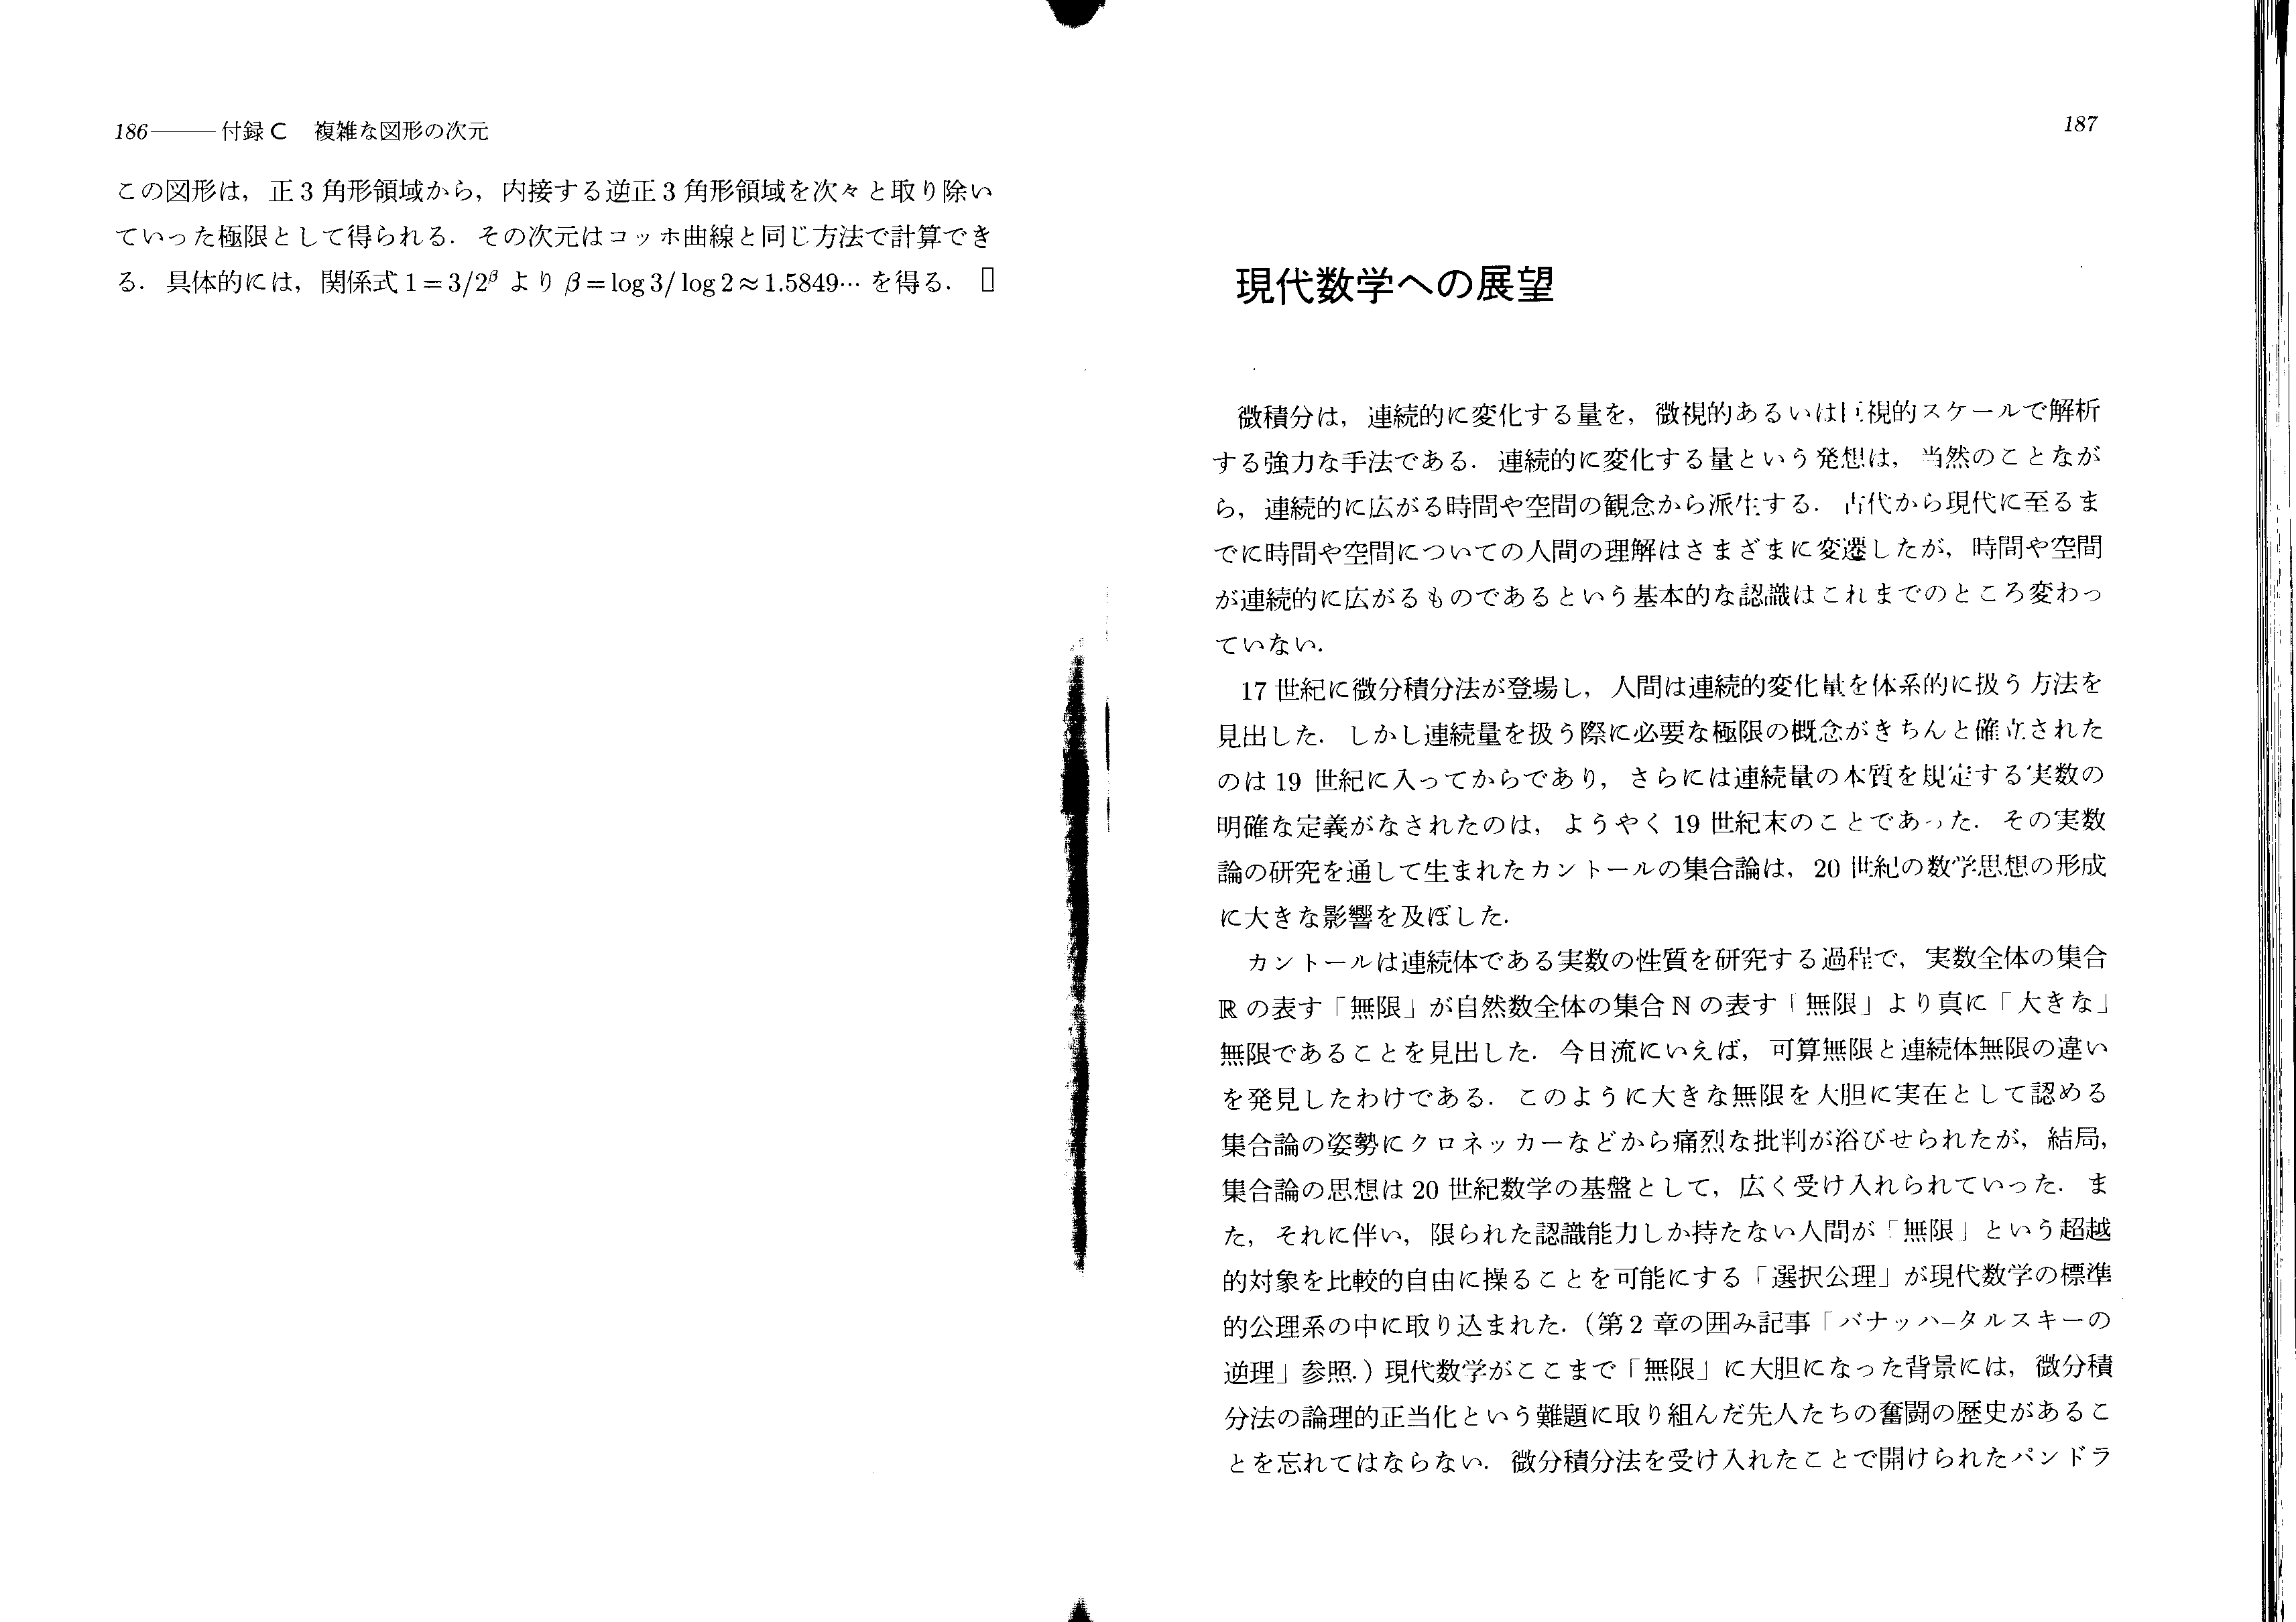 186——付録 C　複雑な図形の次元
この図形は，正 3 角形領域から，内接する逆正 3 角形領域を次々と取り除い
ていった極限として得られる．その次元はコッホ曲線と同じ方法で計算でき
る．具体的には，関係式 1 = 3/2^β より β = log 3/ log 2 ≈ 1.5849… を得る．▯
187
現代数学への展望
微積分は，連続的に変化する量を，微視的あるいは巨視的スケールで解析
する強力な手法である．連続的に変化する量という発想は，当然のことなが
ら，連続的に広がる時間や空間の観念から派生する．古代から現代に至るま
でに時間や空間についての人間の理解はさまざまに変遷したが，時間や空間
が連続的に広がるものであるという基本的な認識はこれまでのところ変わっ
ていない．
17 世紀に微分積分法が登場し，人間は連続的変化量を体系的に扱う方法を
見出した．しかし連続量を扱う際に必要な極限の概念がきちんと確立された
のは 19 世紀に入ってからであり，さらには連続量の本質を規定する実数の
明確な定義がなされたのは，ようやく 19 世紀末のことであった．その実数
論の研究を通して生まれたカントールの集合論は，20 世紀の数学思想の形成
に大きな影響を及ぼした．
カントールは連続体である実数の性質を研究する過程で，実数全体の集合
ℝ の表す「無限」が自然数全体の集合 ℕ の表す「無限」より真に「大きな」
無限であることを見出した．今日流にいえば，可算無限と連続体無限の違い
を発見したわけである．このように大きな無限を大胆に実在として認める
集合論の姿勢にクロネッカーなどから痛烈な批判が浴びせられたが，結局，
集合論の思想は 20 世紀数学の基盤として，広く受け入れられていった．ま
た，それに伴い，限られた認識能力しか持たない人間が「無限」という超越
的対象を比較的自由に操ることを可能にする「選択公理」が現代数学の標準
的公理系の中に取り込まれた．（第 2 章の囲み記事「バナッハ–タルスキーの
逆理」参照．）現代数学がここまで「無限」に大胆になった背景には，微分積
分法の論理的正当化という難題に取り組んだ先人たちの奮闘の歴史があるこ
とを忘れてはならない．微分積分法を受け入れたことで開けられたパンドラ